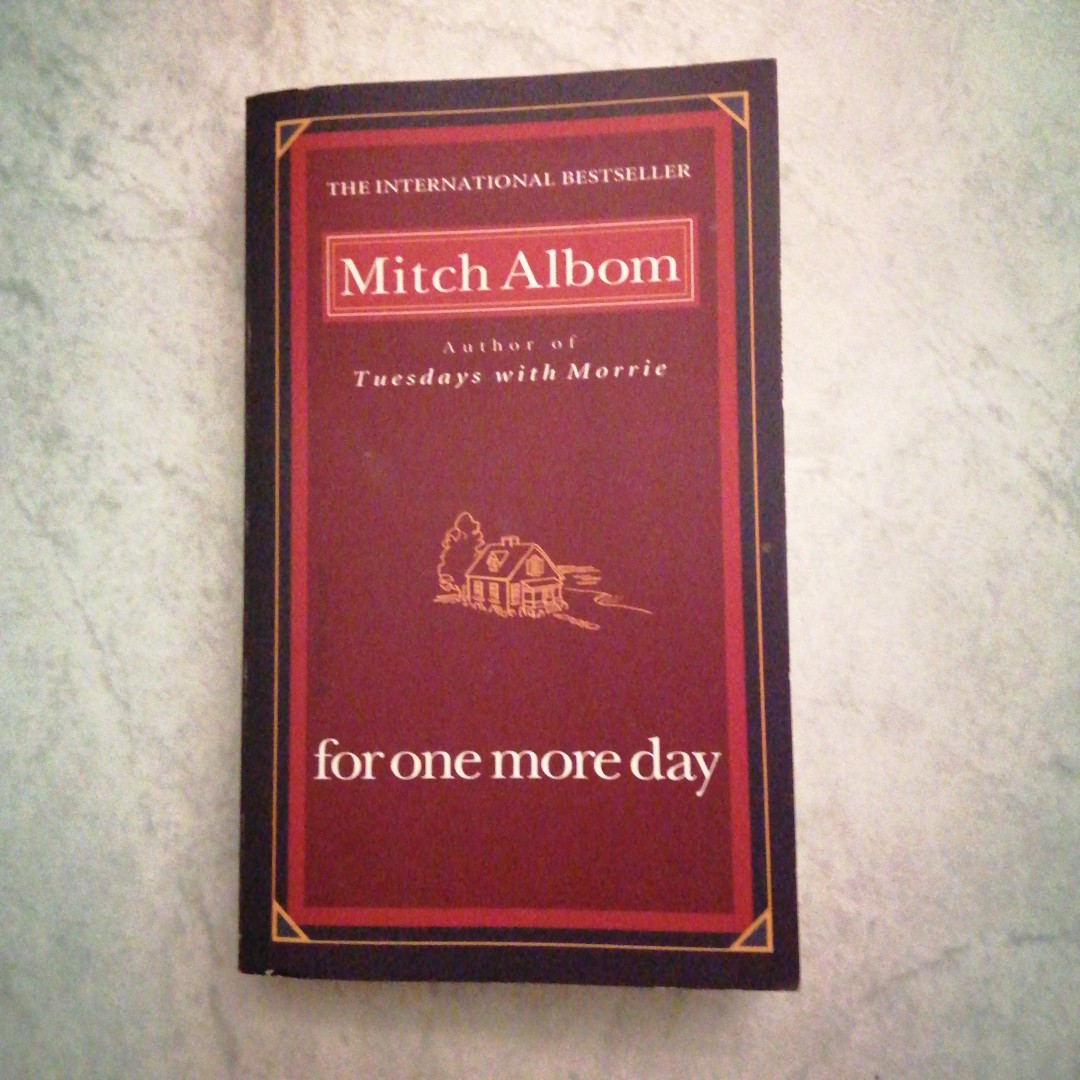 THE INTERNATIONAL BESTSELLER
Mitch Albom
Author of
Tuesdays with Morrie
for one more day